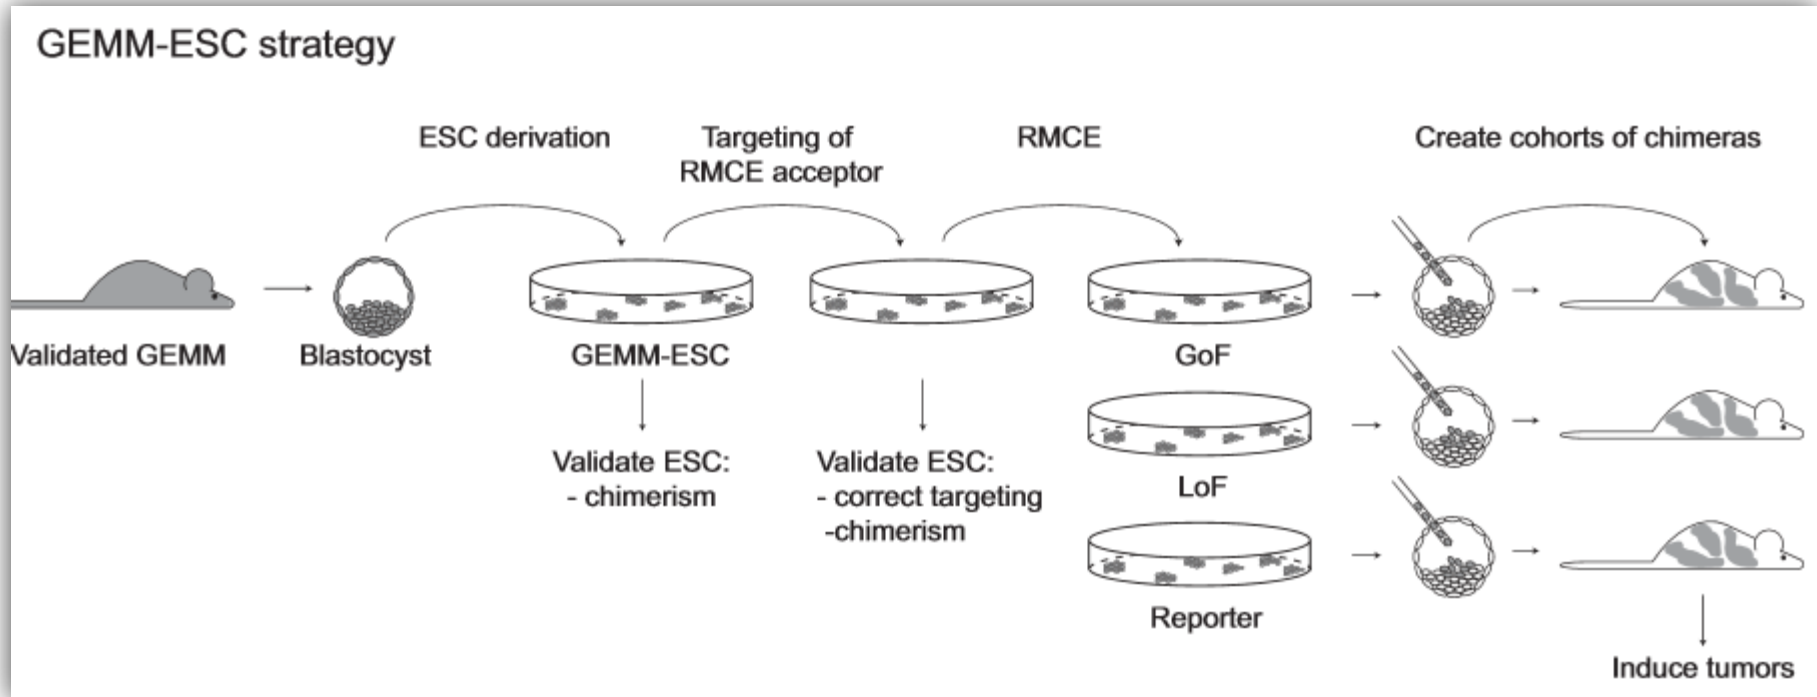 GEMM-ESC strategy
ESC derivation
Targeting of
RMCE acceptor
RMCE
Create cohorts of chimeras
Validated GEMM
Blastocyst
GEMM-ESC
GoF
Validate ESC:
- chimerism
Validate ESC:
- correct targeting
-chimerism
LoF
Reporter
Induce tumors